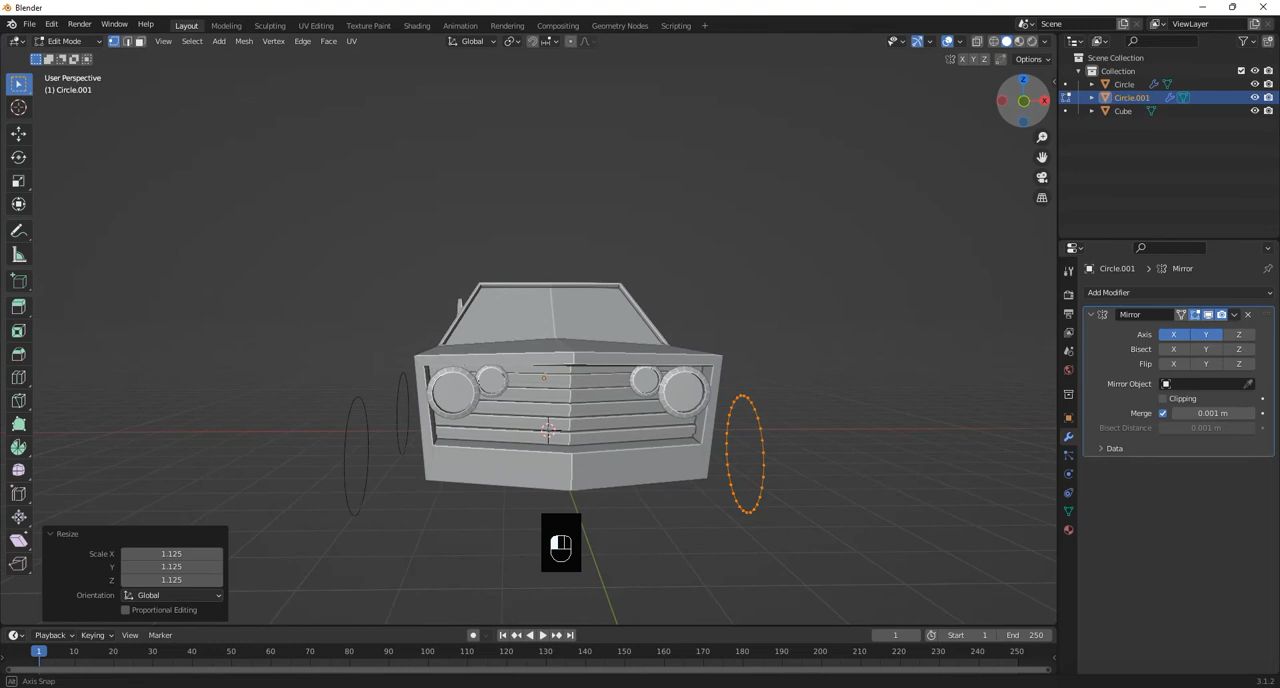 Blender
File Edit Render Window Help Layout Modeling Sculpting UV Editing Texture Paint Shading Animation Rendering Compositing Geometry Nodes Scripting + Scene ViewLayer
Edit Mode View Select Add Mesh Vertex Edge Face UV Global
X Y Z Options
User Perspective
(1) Circle.001
Z
X
Scene Collection
Collection
Circle
Circle.001
Cube
Circle.001 > Mirror
Add Modifier
Mirror
Axis X Y Z
Bisect X Y Z
Flip X Y Z
Mirror Object
Clipping
Merge 0.001 m
Bisect Distance 0.001 m
Data
Resize
Scale X 1.125
Y 1.125
Z 1.125
Orientation Global
Proportional Editing
Playback Keying View Marker 1 Start 1 End 250
1 10 20 30 40 50 60 70 80 90 100 110 120 130 140 150 160 170 180 190 200 210 220 230 240 250
Alt Axis Snap 3.1.2